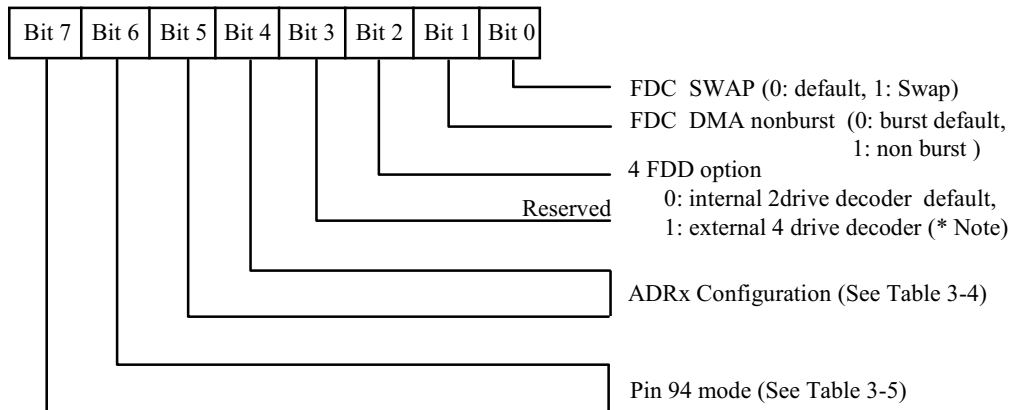 Bit 7 Bit 6 Bit 5 Bit 4 Bit 3 Bit 2 Bit 1 Bit 0
FDC SWAP (0: default, 1: Swap)
FDC DMA nonburst (0: burst default,
1: non burst )
4 FDD option
0: internal 2drive decoder default,
Reserved
1: external 4 drive decoder (* Note)
ADRx Configuration (See Table 3-4)
Pin 94 mode (See Table 3-5)